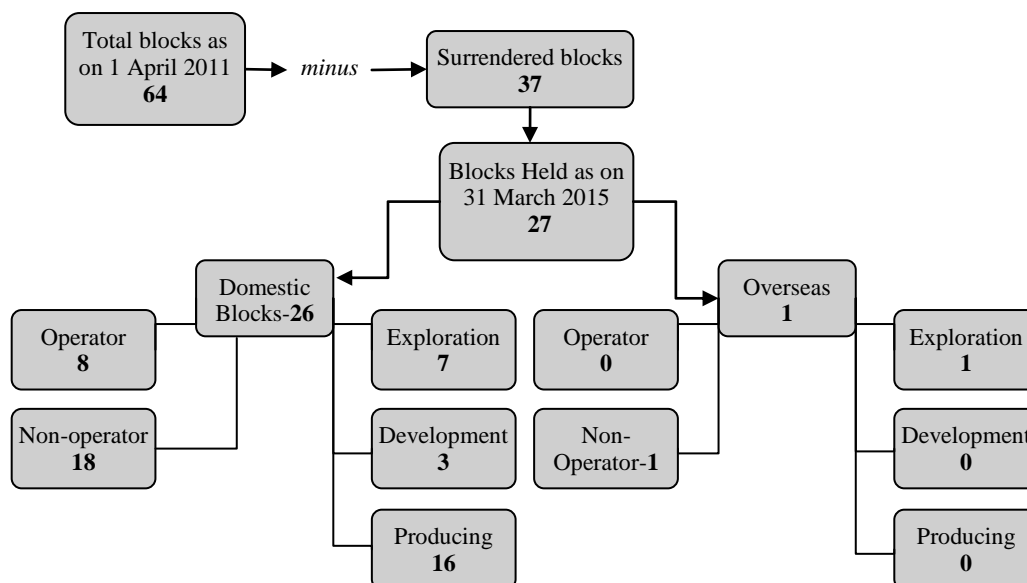 Total blocks as
on 1 April 2011
64
minus
Surrendered blocks
37
Blocks Held as on
31 March 2015
27
Domestic
Blocks-26
Operator
8
Non-operator
18
Exploration
7
Development
3
Producing
16
Overseas
1
Operator
0
Non-
Operator-1
Exploration
1
Development
0
Producing
0